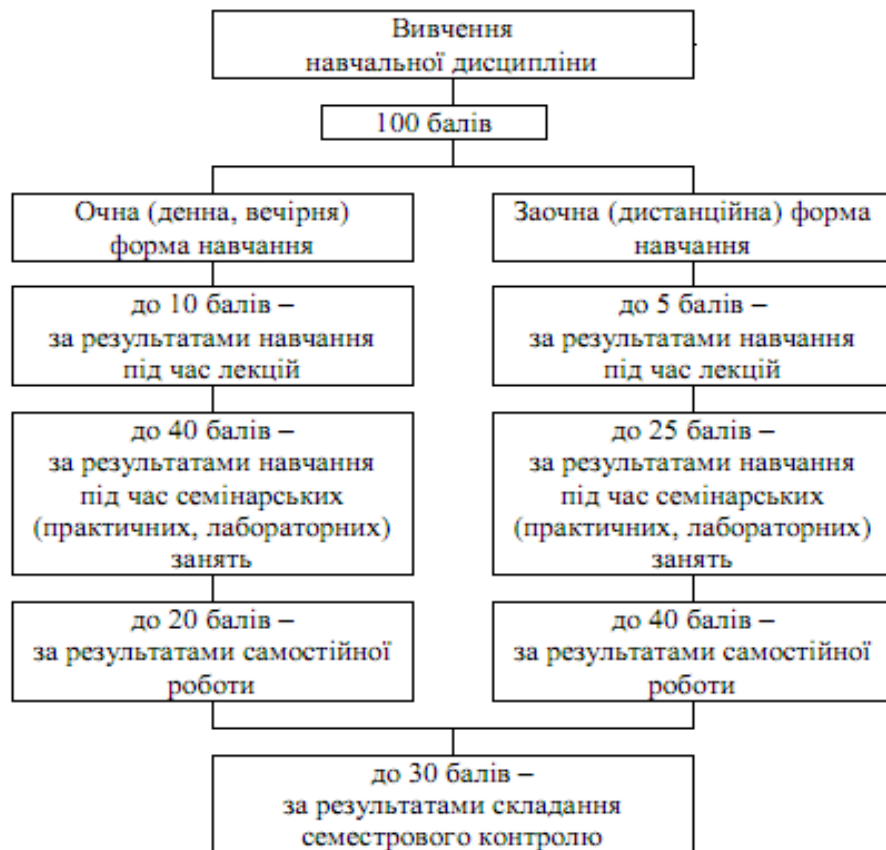 Вивчення
навчальної дисципліни
100 балів
Очна (денна, вечірня)
форма навчання
до 10 балів –
за результатами навчання
під час лекцій
до 40 балів –
за результатами навчання
під час семінарських
(практичних, лабораторних)
занять
до 20 балів –
за результатами самостійної
роботи
Заочна (дистанційна) форма
навчання
до 5 балів –
за результатами навчання
під час лекцій
до 25 балів –
за результатами навчання
під час семінарських
(практичних, лабораторних)
занять
до 40 балів –
за результатами самостійної
роботи
до 30 балів –
за результатами складання
семестрового контролю